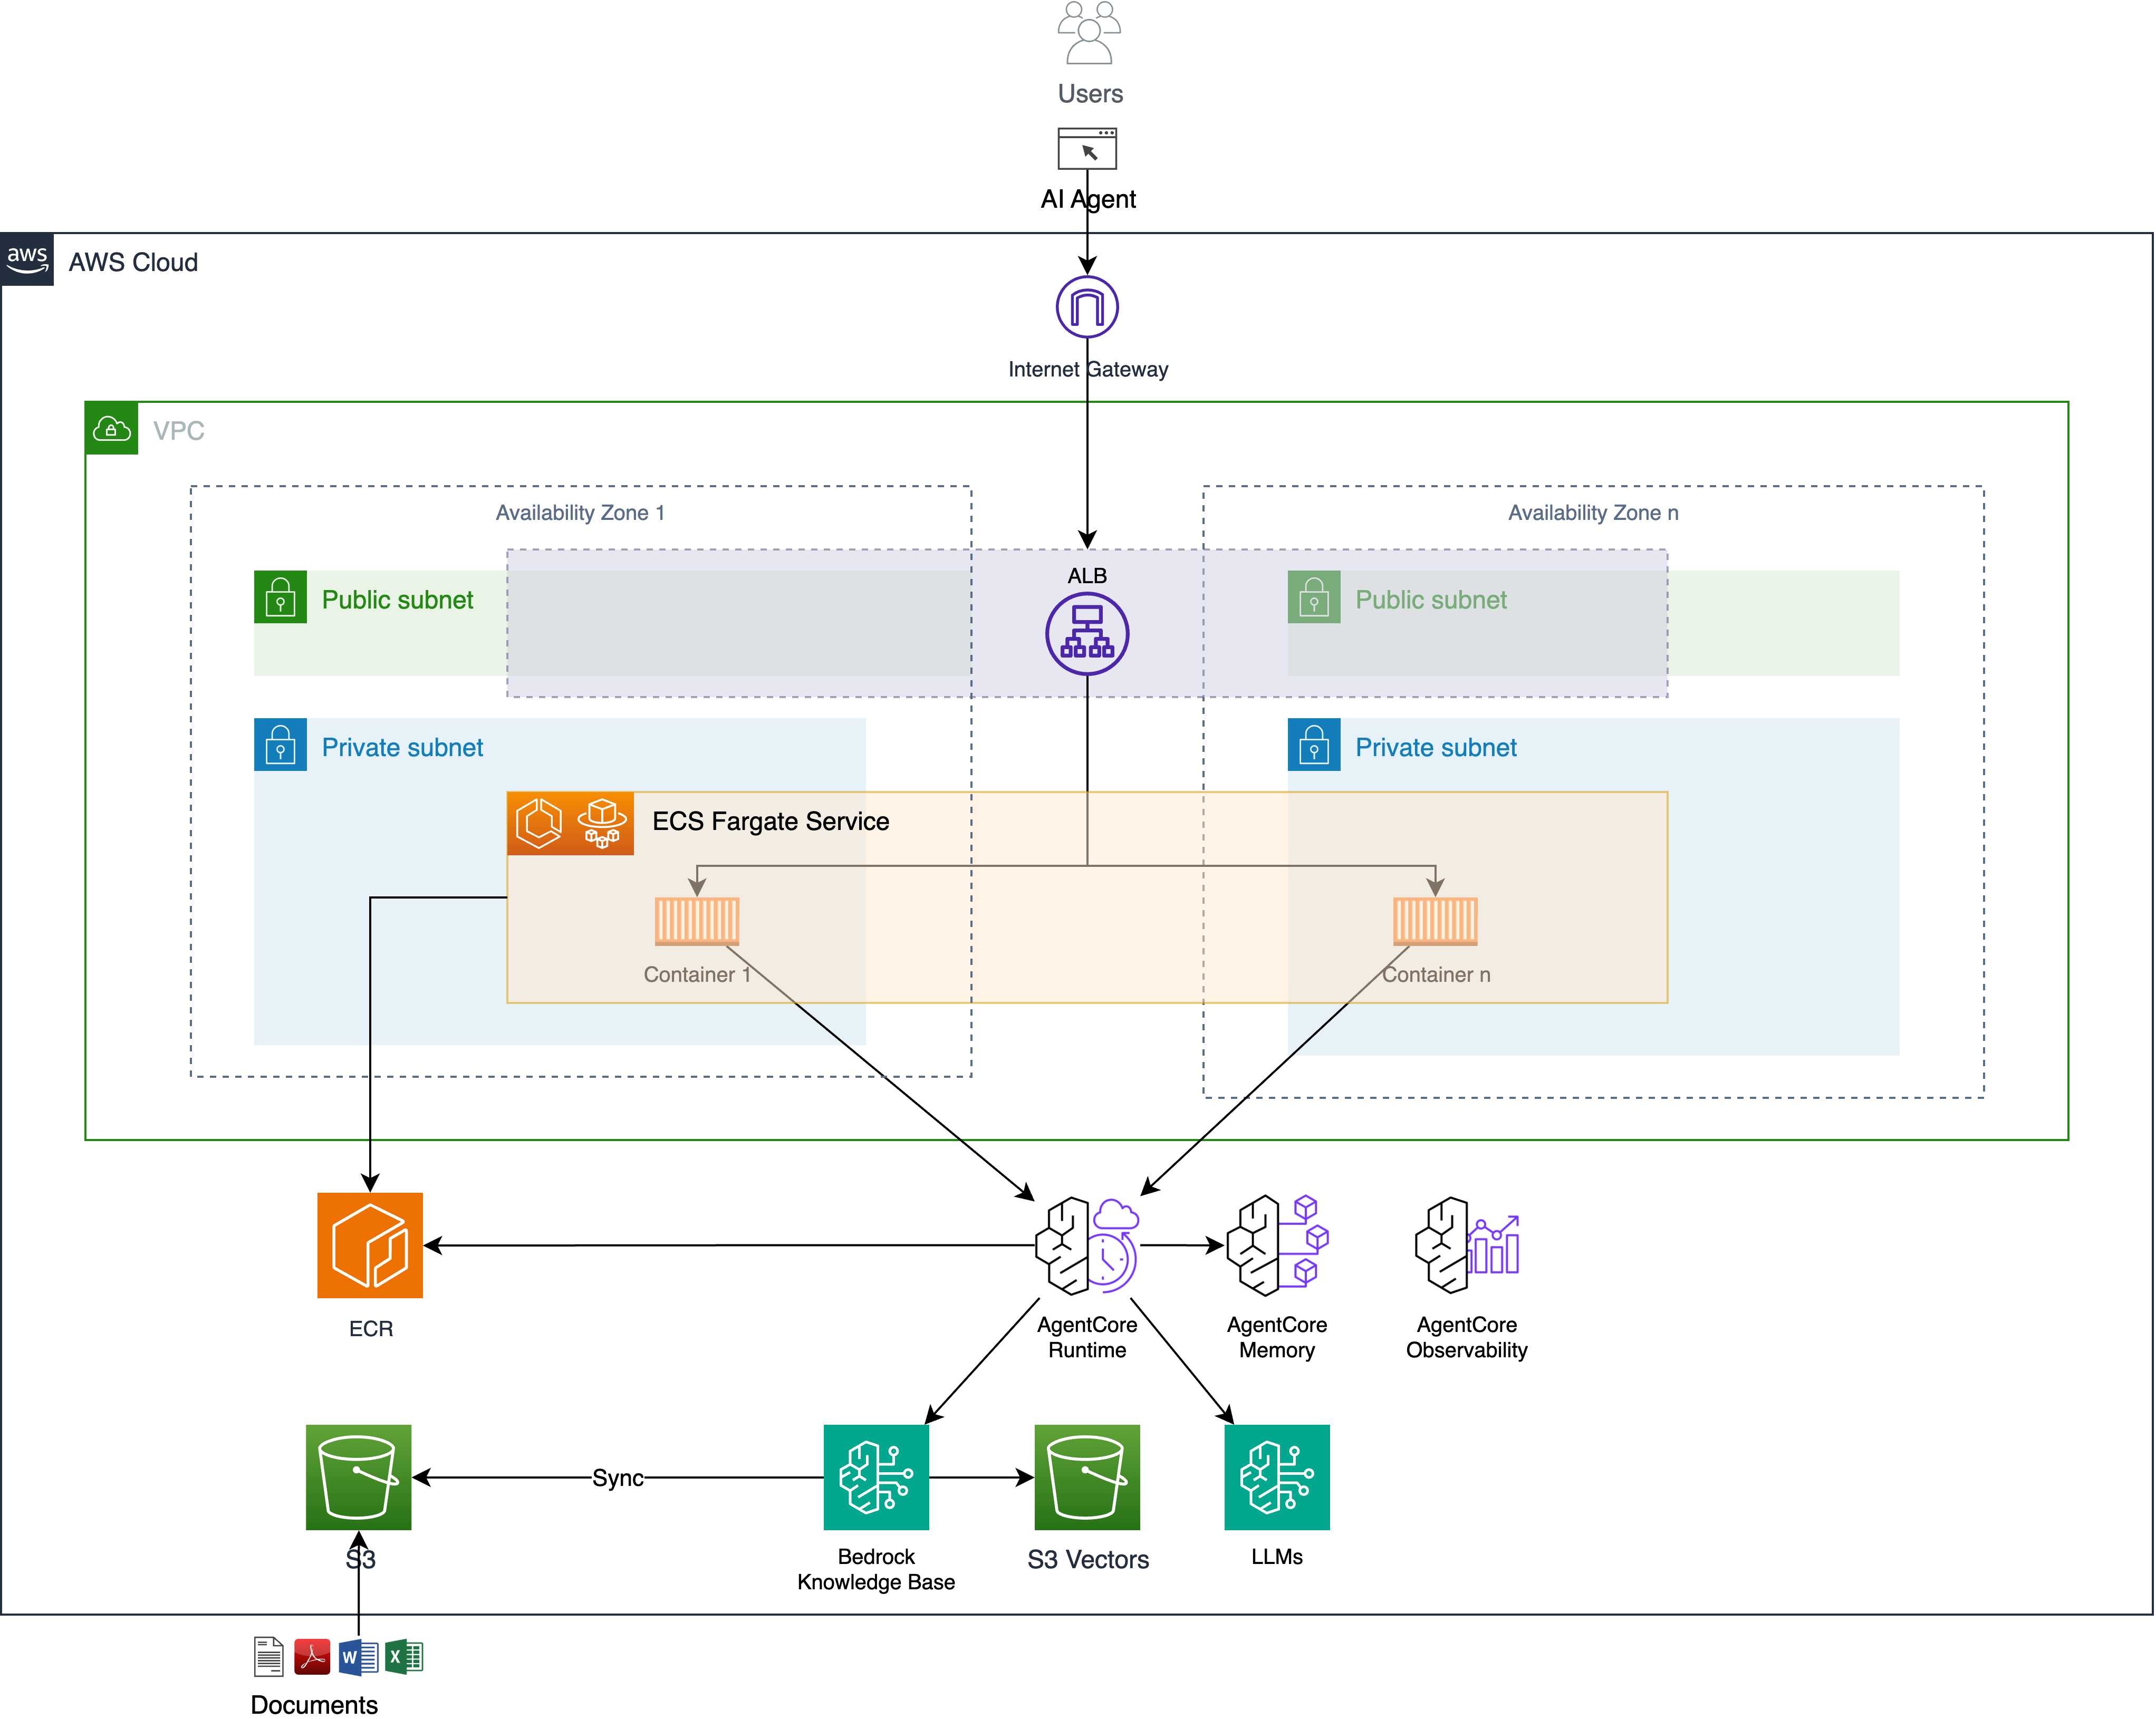 Users
AI Agent
aws
AWS Cloud
Internet Gateway
VPC
Availability Zone 1
Availability Zone n
ALB
Public subnet
Public subnet
Private subnet
Private subnet
ECS Fargate Service
Container 1
Container n
ECR
AgentCore
Runtime
AgentCore
Memory
AgentCore
Observability
Sync
S3
Bedrock
Knowledge Base
S3 Vectors
LLMs
W
X
Documents